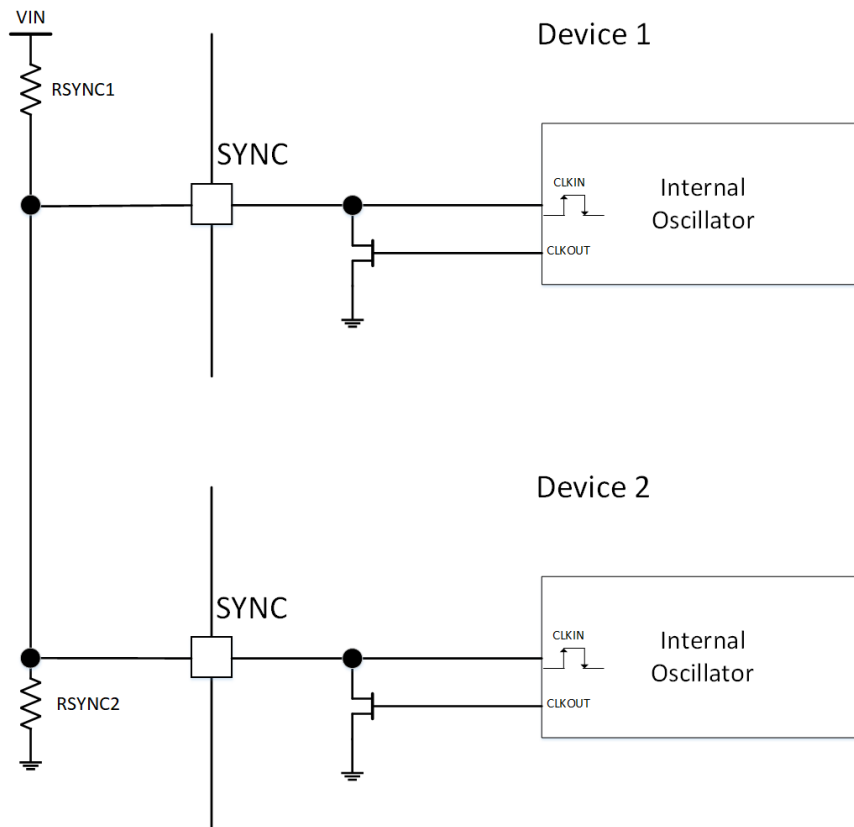 VIN
Device 1
RSYNC1
SYNC
CLKIN
Internal
Oscillator
CLKOUT
Device 2
SYNC
CLKIN
Internal
Oscillator
RSYNC2
CLKOUT